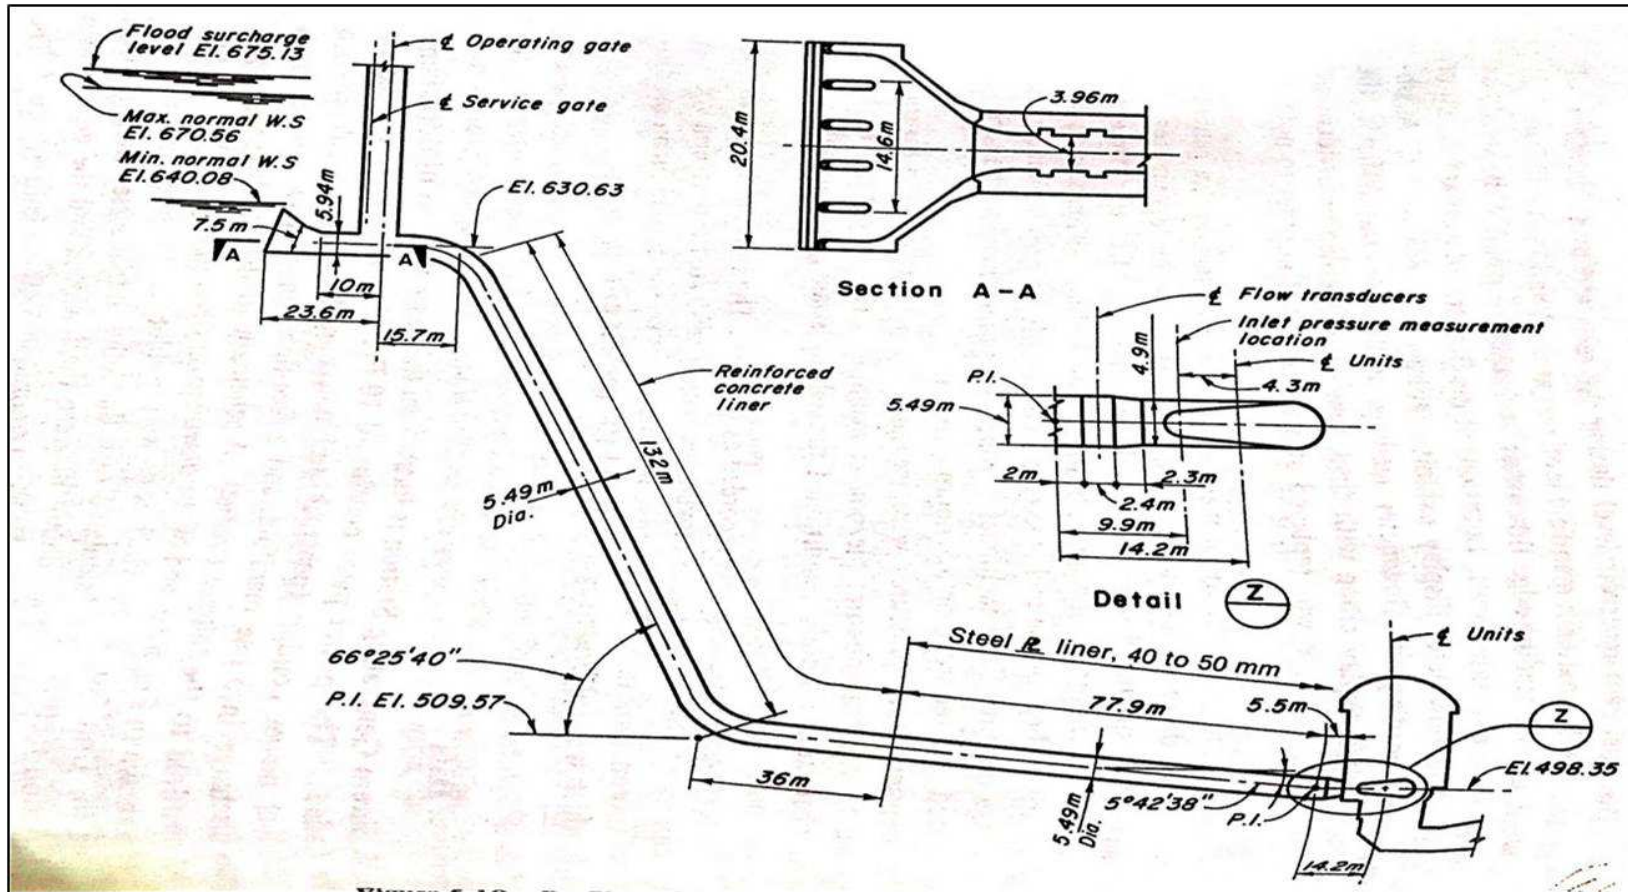 Flood surcharge
level El. 675.13
Max. normal W.S
El. 670.56
Min. normal W.S
El. 640.08
7.5 m
5.94m
A
A
10m
23.6m
15.7m
℄ Operating gate
℄ Service gate
El. 630.63
Reinforced
concrete
liner
132m
5.49m
Dia.
66°25'40"
P.I. El. 509.57
36m
20.4m
14.6m
3.96m
Section A-A
℄ Flow transducers
Inlet pressure measurement
location
℄ Units
4.3m
4.9m
P.I.
5.49m
2m
2.3m
2.4m
9.9m
14.2m
Detail Z
Steel ℞ liner, 40 to 50 mm
℄ Units
77.9m
5.5m
Z
El. 498.35
5°42'38"
P.I.
5.49m
Dia.
14.2m